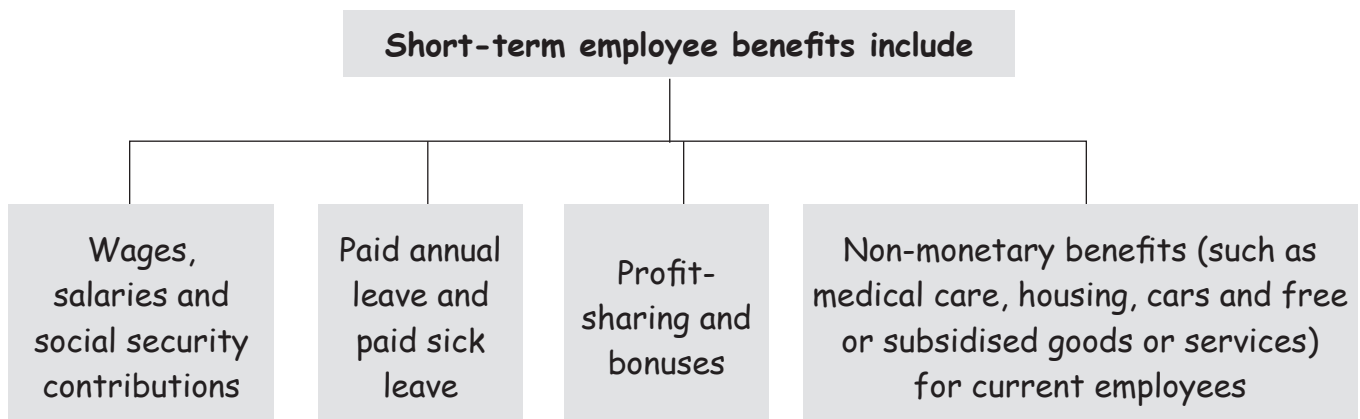 Short-term employee benefits include
Wages,
salaries and
social security
contributions
Paid annual
leave and
paid sick
leave
Profit-
sharing and
bonuses
Non-monetary benefits (such as
medical care, housing, cars and free
or subsidised goods or services)
for current employees